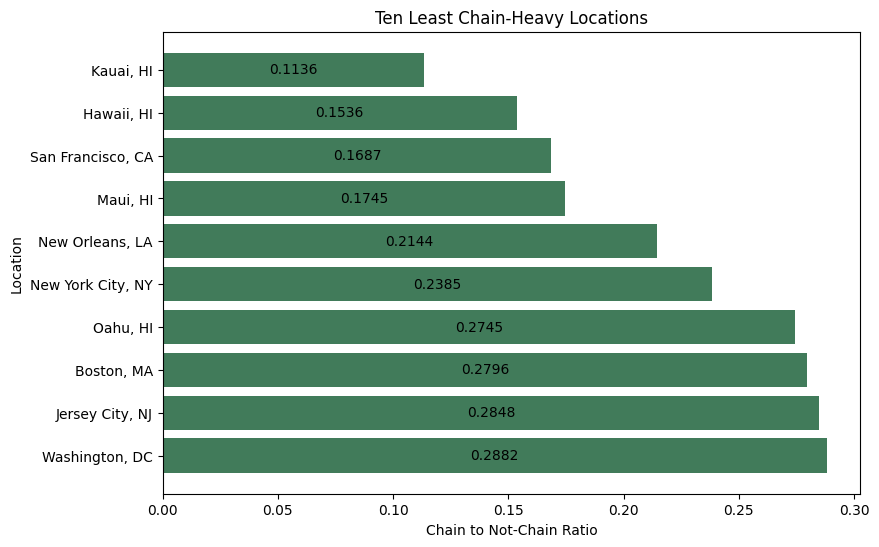 Ten Least Chain-Heavy Locations
Kauai, HI
0.1136
Hawaii, HI
0.1536
San Francisco, CA
0.1687
Maui, HI
0.1745
New Orleans, LA
0.2144
New York City, NY
0.2385
Oahu, HI
0.2745
Boston, MA
0.2796
Jersey City, NJ
0.2848
Washington, DC
0.2882
Location
0.00 0.05 0.10 0.15 0.20 0.25 0.30
Chain to Not-Chain Ratio